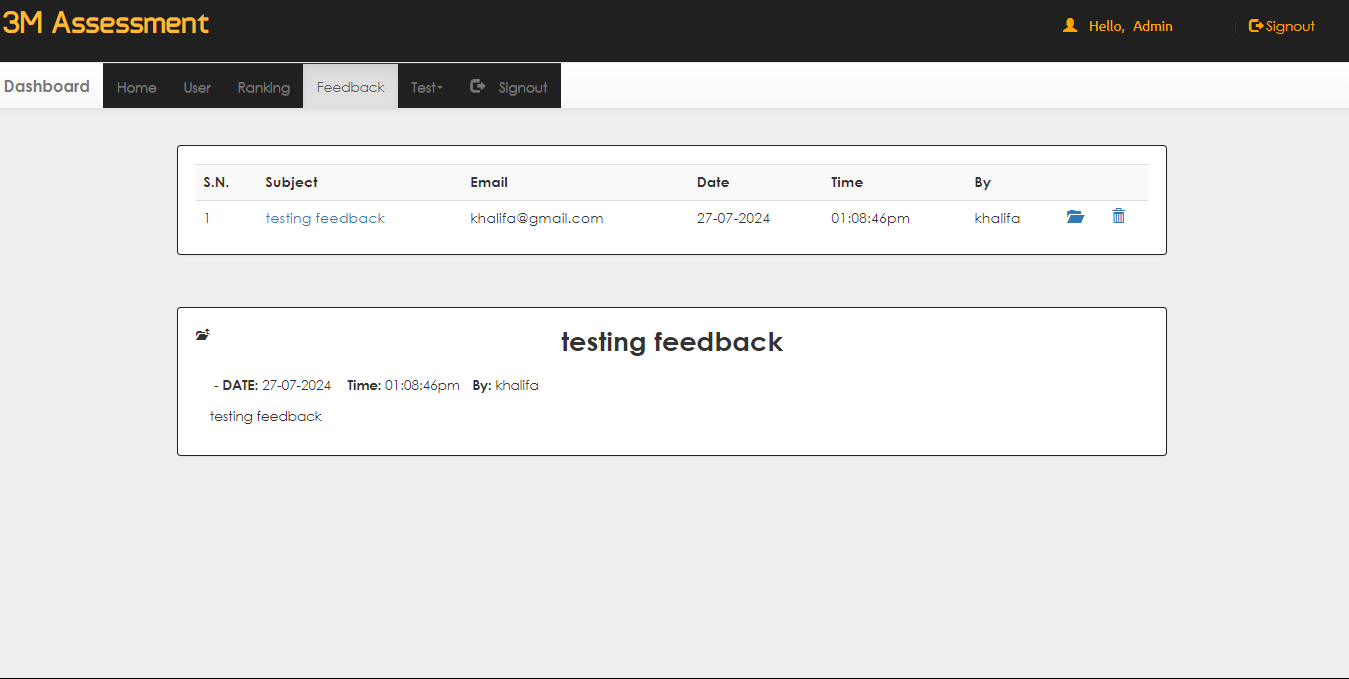 3M Assessment
Hello, Admin | Signout
Dashboard Home User Ranking Feedback Test Signout
S.N. Subject Email Date Time By
1 testing feedback khalifa@gmail.com 27-07-2024 01:08:46pm khalifa
testing feedback
- DATE: 27-07-2024 Time: 01:08:46pm By: khalifa
testing feedback